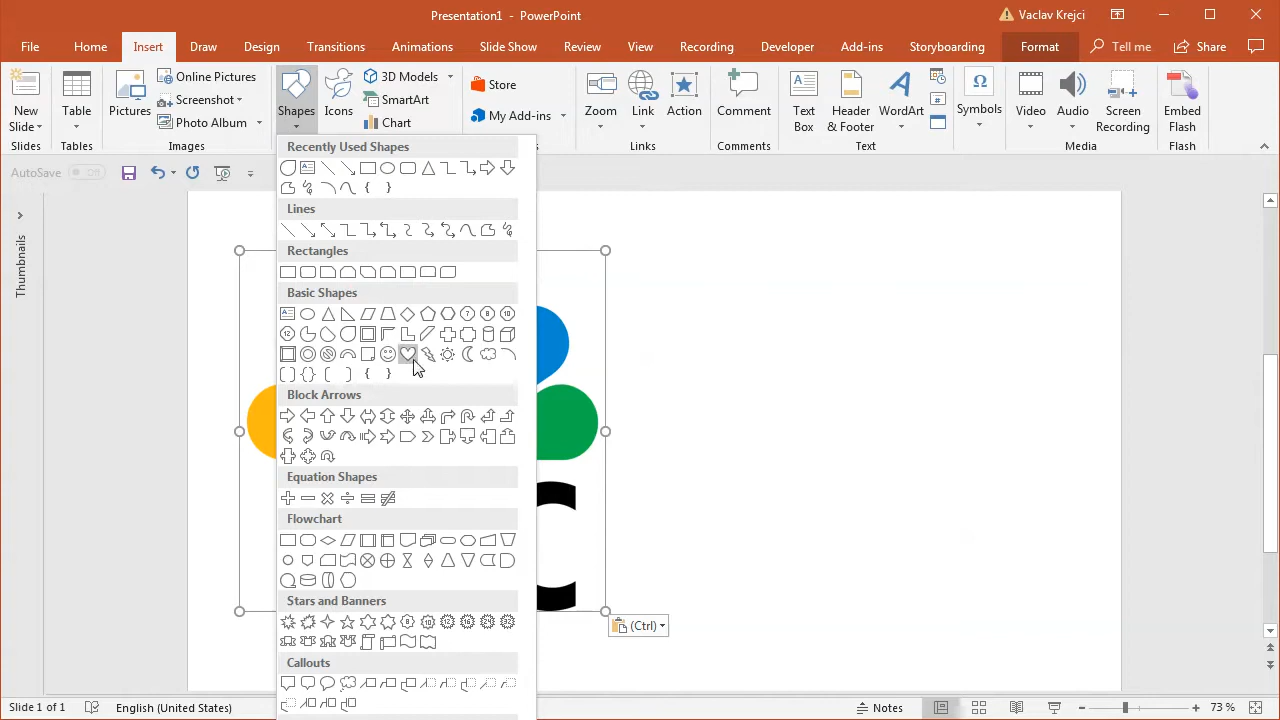 Presentation1 - PowerPoint
Vaclav Krejci
File Home Insert Draw Design Transitions Animations Slide Show Review View Recording Developer Add-ins Storyboarding Format Tell me Share
New Slide
Table
Pictures
Online Pictures
Screenshot
Photo Album
Shapes
Icons
3D Models
SmartArt
Chart
Store
My Add-ins
Zoom
Link
Action
Comment
Text Box
Header & Footer
WordArt
Symbols
Video
Audio
Screen Recording
Embed Flash
Slides Tables Images Links Comments Text Media Flash
AutoSave Off
Recently Used Shapes
Lines
Rectangles
Basic Shapes
Block Arrows
Equation Shapes
Flowchart
Stars and Banners
Callouts
Thumbnails
C
(Ctrl)
Slide 1 of 1 English (United States) Notes 73 %